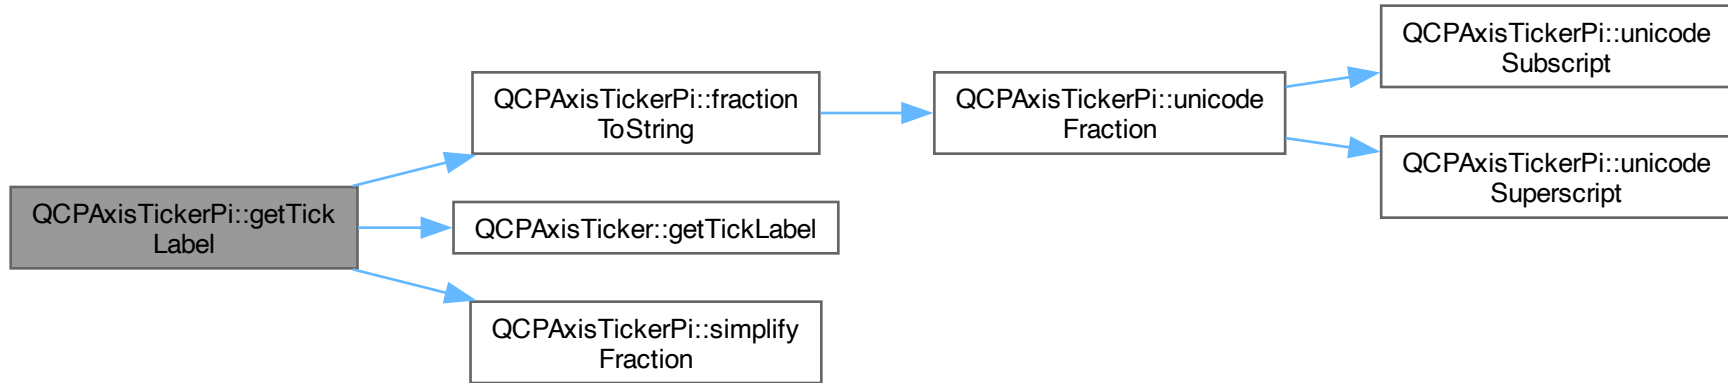 QCPAxisTickerPi::getTick
Label
QCPAxisTickerPi::fraction
ToString
QCPAxisTicker::getTickLabel
QCPAxisTickerPi::simplify
Fraction
QCPAxisTickerPi::unicode
Fraction
QCPAxisTickerPi::unicode
Subscript
QCPAxisTickerPi::unicode
Superscript